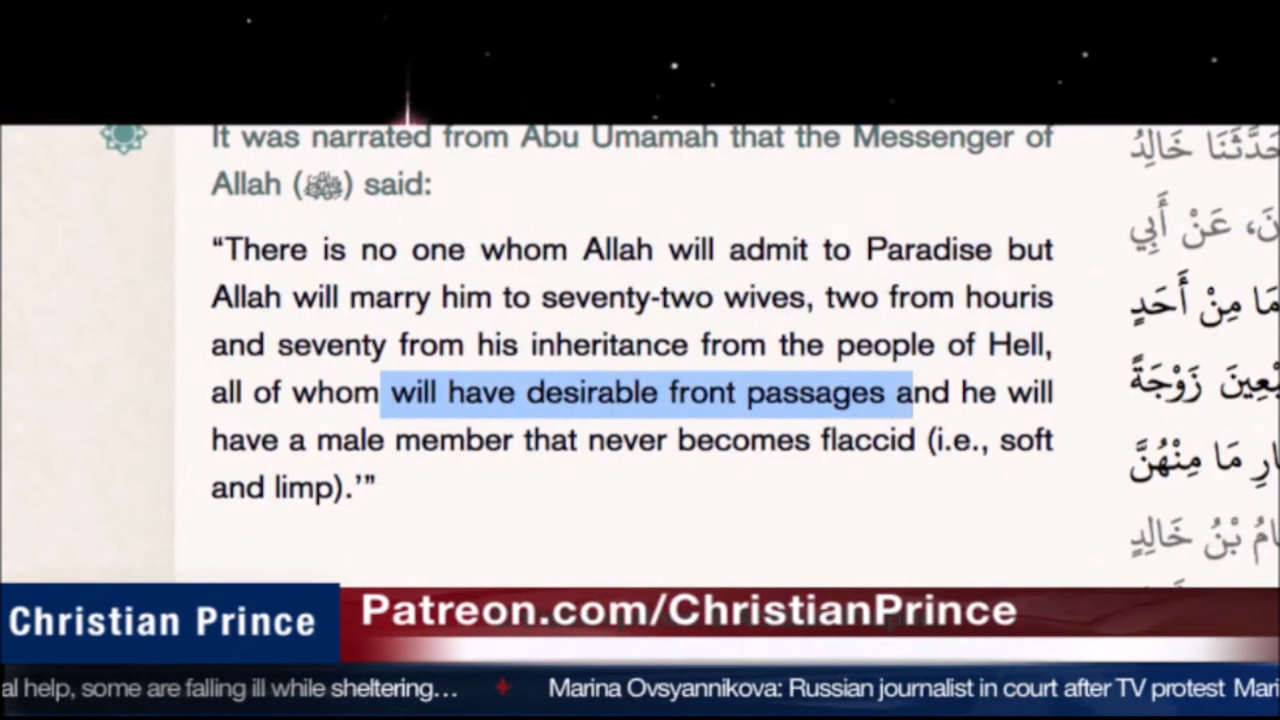 It was narrated from Abu Umamah that the Messenger of
Allah (ﷺ) said:
“There is no one whom Allah will admit to Paradise but
Allah will marry him to seventy-two wives, two from houris
and seventy from his inheritance from the people of Hell,
all of whom will have desirable front passages and he will
have a male member that never becomes flaccid (i.e., soft
and limp).’”
حَدَّثَنَا خَالِدُ
نَ، عَنْ أَبِي
مَا مِنْ أَحَدٍ
بْعِينَ زَوْجَةً
ارِ مَا مِنْهُنَّ
امُ بْنُ خَالِدٍ
Christian Prince
Patreon.com/ChristianPrince
al help, some are falling ill while sheltering… Marina Ovsyannikova: Russian journalist in court after TV protest Mari